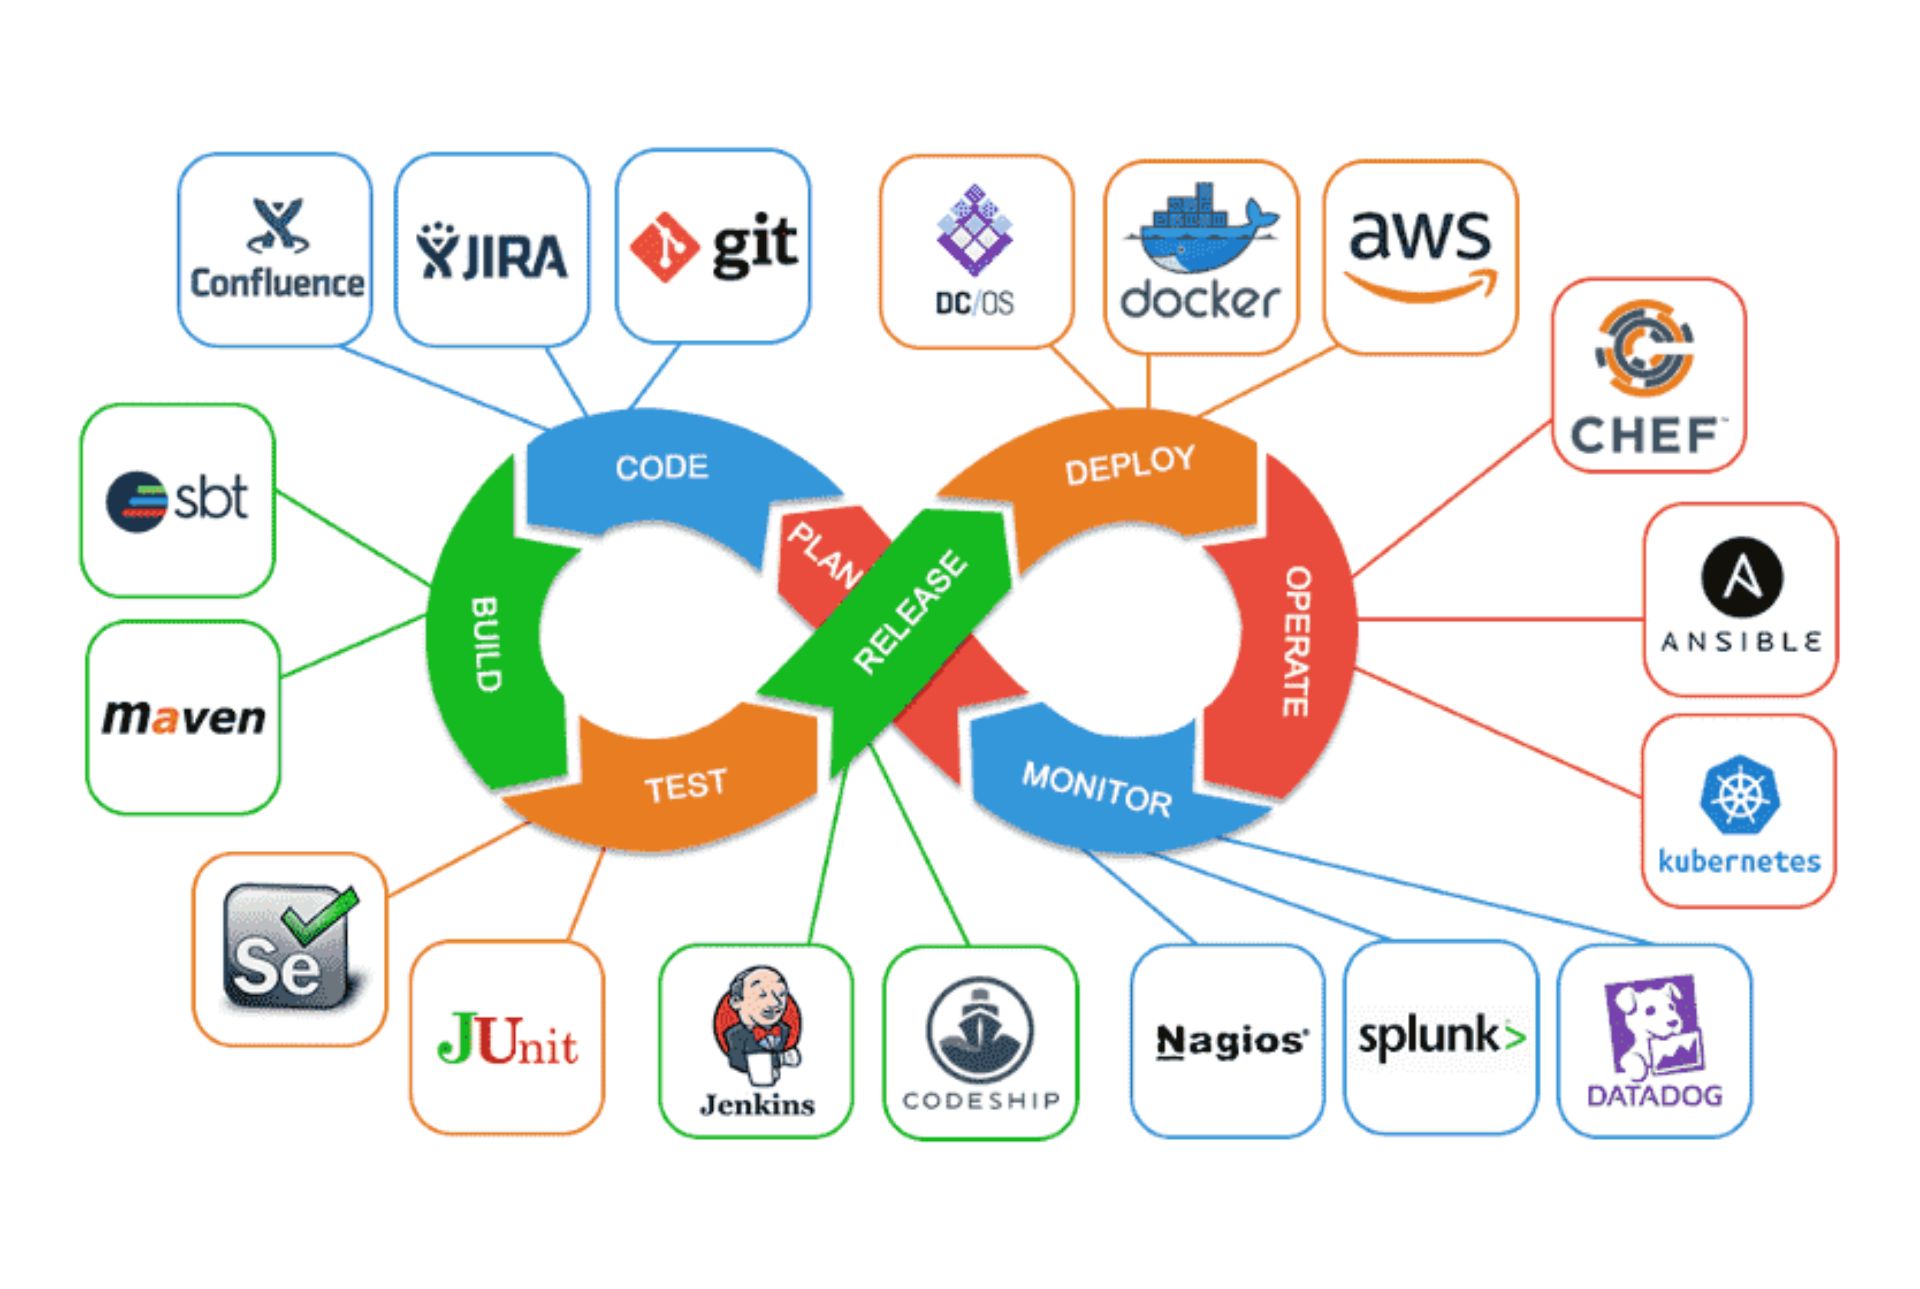 Confluence
JIRA
git
DC/OS
docker
aws
CHEF™
sbt
CODE
DEPLOY
PLAN
RELEASE
BUILD
OPERATE
ANSIBLE
maven
TEST
MONITOR
kubernetes
Se
JUnit
Jenkins
CODESHIP
Nagios®
splunk>
DATADOG